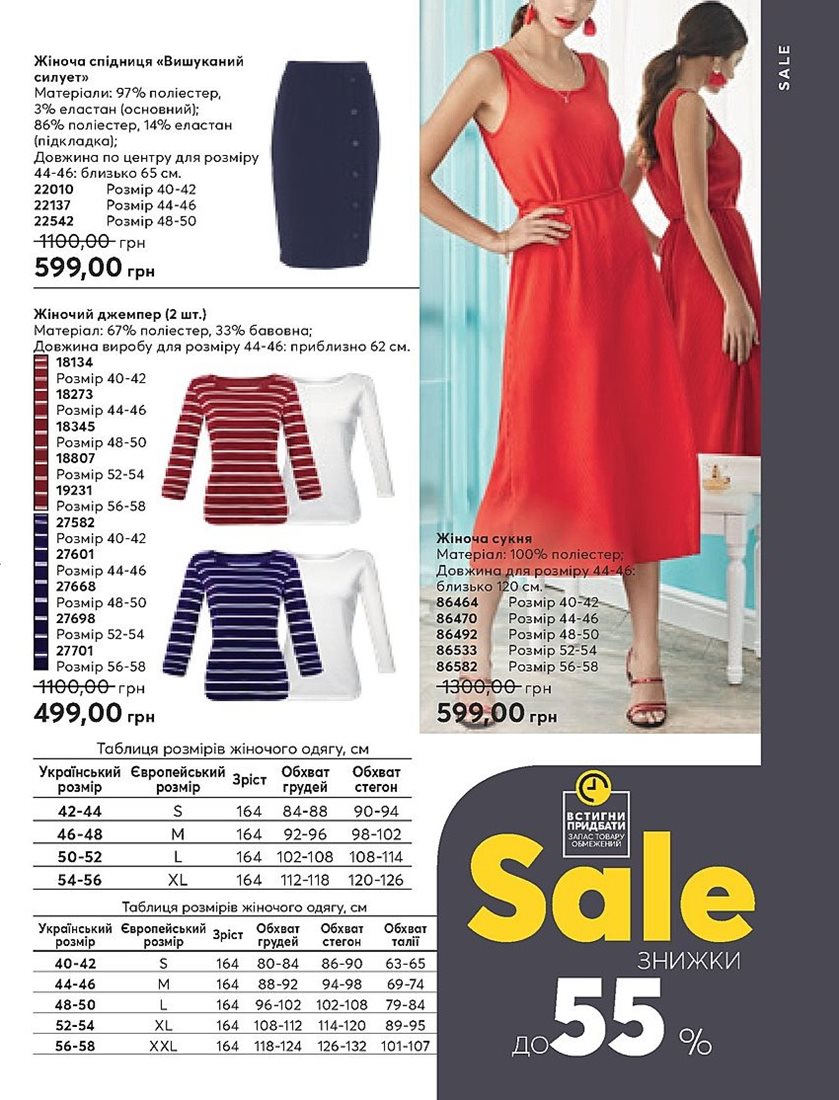 SALE
Жіноча спідниця «Вишуканий
силует»
Матеріали: 97% поліестер,
3% еластан (основний);
86% поліестер, 14% еластан
(підкладка);
Довжина по центру для розміру
44-46: близько 65 см.
22010 Розмір 40-42
22137 Розмір 44-46
22542 Розмір 48-50
1100,00 грн
599,00 грн
Жіночий джемпер (2 шт.)
Матеріал: 67% поліестер, 33% бавовна;
Довжина виробу для розміру 44-46: приблизно 62 см.
18134
Розмір 40-42
18273
Розмір 44-46
18345
Розмір 48-50
18807
Розмір 52-54
19231
Розмір 56-58
27582
Розмір 40-42
27601
Розмір 44-46
27668
Розмір 48-50
27698
Розмір 52-54
27701
Розмір 56-58
1100,00 грн
499,00 грн
Жіноча сукня
Матеріал: 100% поліестер;
Довжина для розміру 44-46:
близько 120 см.
86464 Розмір 40-42
86470 Розмір 44-46
86492 Розмір 48-50
86533 Розмір 52-54
86582 Розмір 56-58
1300,00 грн
599,00 грн
Таблиця розмірів жіночого одягу, см
Український розмір Європейський розмір Зріст Обхват грудей Обхват стегон
42-44 S 164 84-88 90-94
46-48 M 164 92-96 98-102
50-52 L 164 102-108 108-114
54-56 XL 164 112-118 120-126
Таблиця розмірів жіночого одягу, см
Український розмір Європейський розмір Зріст Обхват грудей Обхват стегон Обхват талії
40-42 S 164 80-84 86-90 63-65
44-46 M 164 88-92 94-98 69-74
48-50 L 164 96-102 102-108 79-84
52-54 XL 164 108-112 114-120 89-95
56-58 XXL 164 118-124 126-132 101-107
ВСТИГНИ
ПРИДБАТИ
ЗАПАС ТОВАРУ
ОБМЕЖЕНИЙ
Sale
ЗНИЖКИ
ДО 55 %